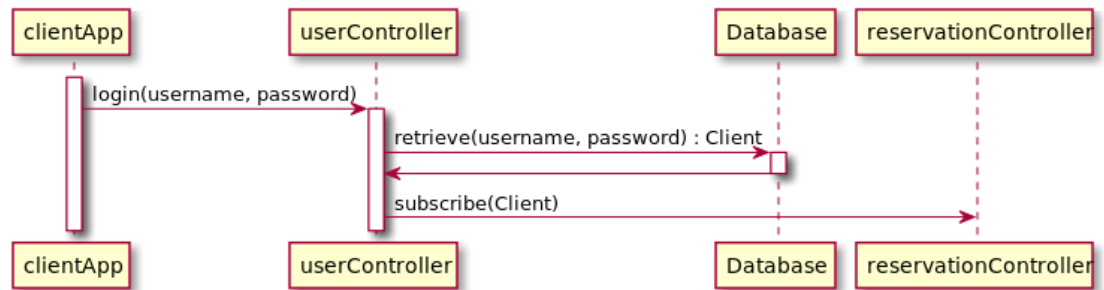 clientApp
userController
Database
reservationController
login(username, password)
retrieve(username, password) : Client
subscribe(Client)
clientApp
userController
Database
reservationController